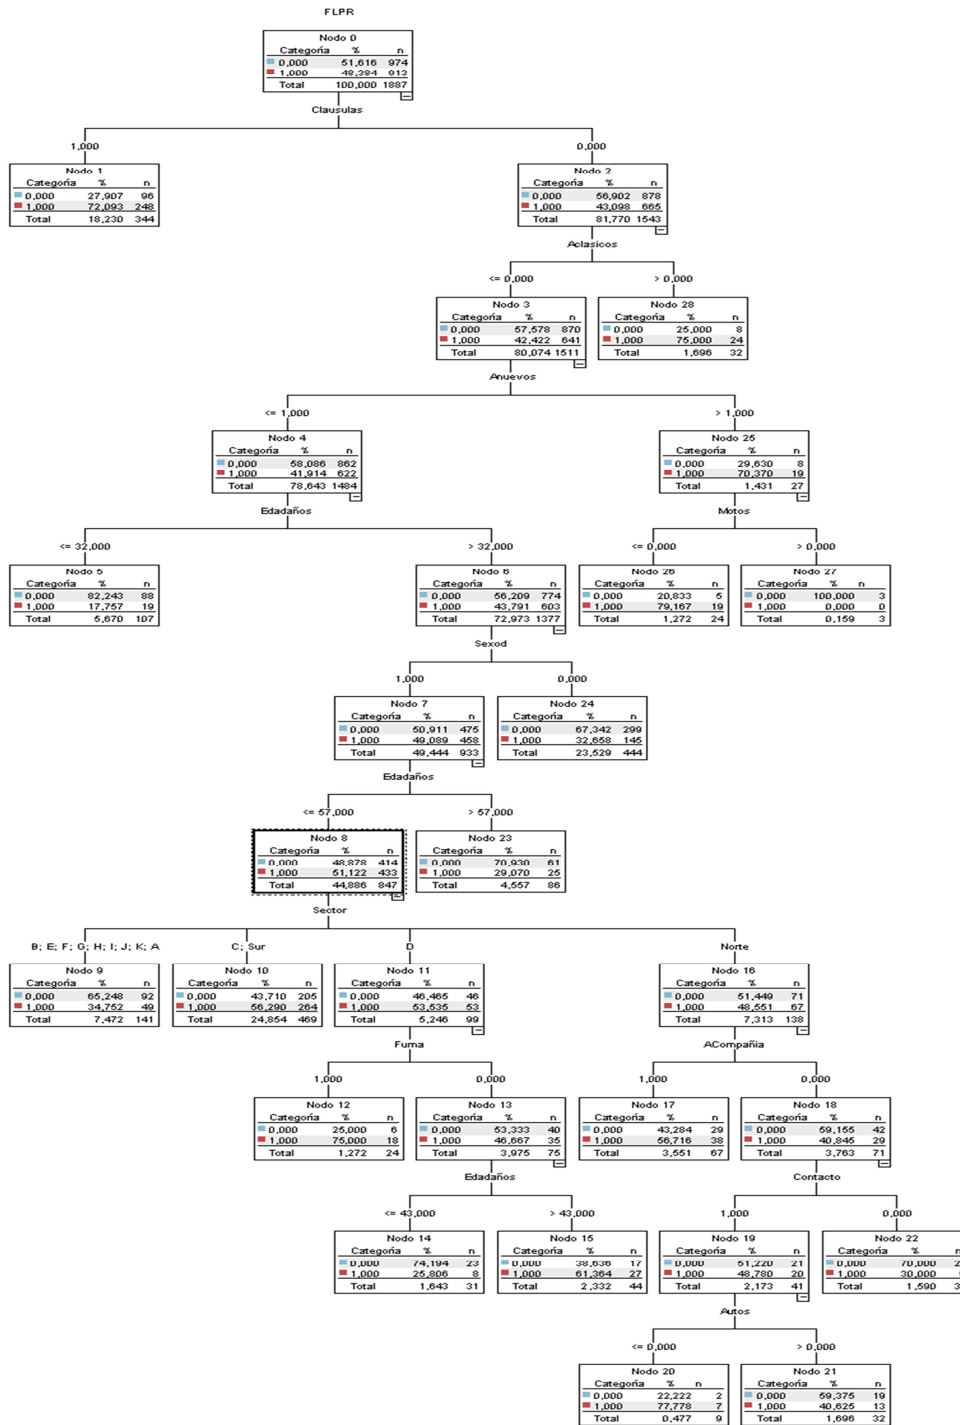 FLPR
Nodo 0
Categoría % n
0,000 51,616 974
1,000 48,384 913
Total 100,000 1887
Clausulas
1,000 0,000
Nodo 1
Categoría % n
0,000 27,907 96
1,000 72,093 248
Total 18,230 344
Nodo 2
Categoría % n
0,000 56,902 878
1,000 43,098 665
Total 81,770 1543
Aclasicos
<= 0,000 > 0,000
Nodo 3
Categoría % n
0,000 57,578 870
1,000 42,422 641
Total 80,074 1511
Nodo 28
Categoría % n
0,000 25,000 8
1,000 75,000 24
Total 1,696 32
Anuevos
<= 1,000 > 1,000
Nodo 4
Categoría % n
0,000 58,086 862
1,000 41,914 622
Total 78,643 1484
Nodo 25
Categoría % n
0,000 29,630 8
1,000 70,370 19
Total 1,431 27
Edadaños Motos
<= 32,000 > 32,000 <= 0,000 > 0,000
Nodo 5
Categoría % n
0,000 82,243 88
1,000 17,757 19
Total 5,670 107
Nodo 6
Categoría % n
0,000 56,209 774
1,000 43,791 603
Total 72,973 1377
Nodo 26
Categoría % n
0,000 20,833 5
1,000 79,167 19
Total 1,272 24
Nodo 27
Categoría % n
0,000 100,000 3
1,000 0,000 0
Total 0,159 3
Sexod
1,000 0,000
Nodo 7
Categoría % n
0,000 50,911 475
1,000 49,089 458
Total 49,444 933
Nodo 24
Categoría % n
0,000 67,342 299
1,000 32,658 145
Total 23,529 444
Edadaños
<= 57,000 > 57,000
Nodo 8
Categoría % n
0,000 48,878 414
1,000 51,122 433
Total 44,886 847
Nodo 23
Categoría % n
0,000 70,930 61
1,000 29,070 25
Total 4,557 86
Sector
B; E; F; G; H; I; J; K; A C; Sur D Norte
Nodo 9
Categoría % n
0,000 65,248 92
1,000 34,752 49
Total 7,472 141
Nodo 10
Categoría % n
0,000 43,710 205
1,000 56,290 264
Total 24,854 469
Nodo 11
Categoría % n
0,000 46,465 46
1,000 53,535 53
Total 5,246 99
Nodo 16
Categoría % n
0,000 51,449 71
1,000 48,551 67
Total 7,313 138
Fuma ACompañia
1,000 0,000 1,000 0,000
Nodo 12
Categoría % n
0,000 25,000 6
1,000 75,000 18
Total 1,272 24
Nodo 13
Categoría % n
0,000 53,333 40
1,000 46,667 35
Total 3,975 75
Nodo 17
Categoría % n
0,000 43,284 29
1,000 56,716 38
Total 3,551 67
Nodo 18
Categoría % n
0,000 59,155 42
1,000 40,845 29
Total 3,763 71
Edadaños Contacto
<= 43,000 > 43,000 1,000 0,000
Nodo 14
Categoría % n
0,000 74,194 23
1,000 25,806 8
Total 1,643 31
Nodo 15
Categoría % n
0,000 38,636 17
1,000 61,364 27
Total 2,332 44
Nodo 19
Categoría % n
0,000 51,220 21
1,000 48,780 20
Total 2,173 41
Nodo 22
Categoría %
0,000 70,000
1,000 30,000
Total 1,590
Autos
<= 0,000 > 0,000
Nodo 20
Categoría % n
0,000 22,222 2
1,000 77,778 7
Total 0,477 9
Nodo 21
Categoría % n
0,000 59,375 19
1,000 40,625 13
Total 1,696 32